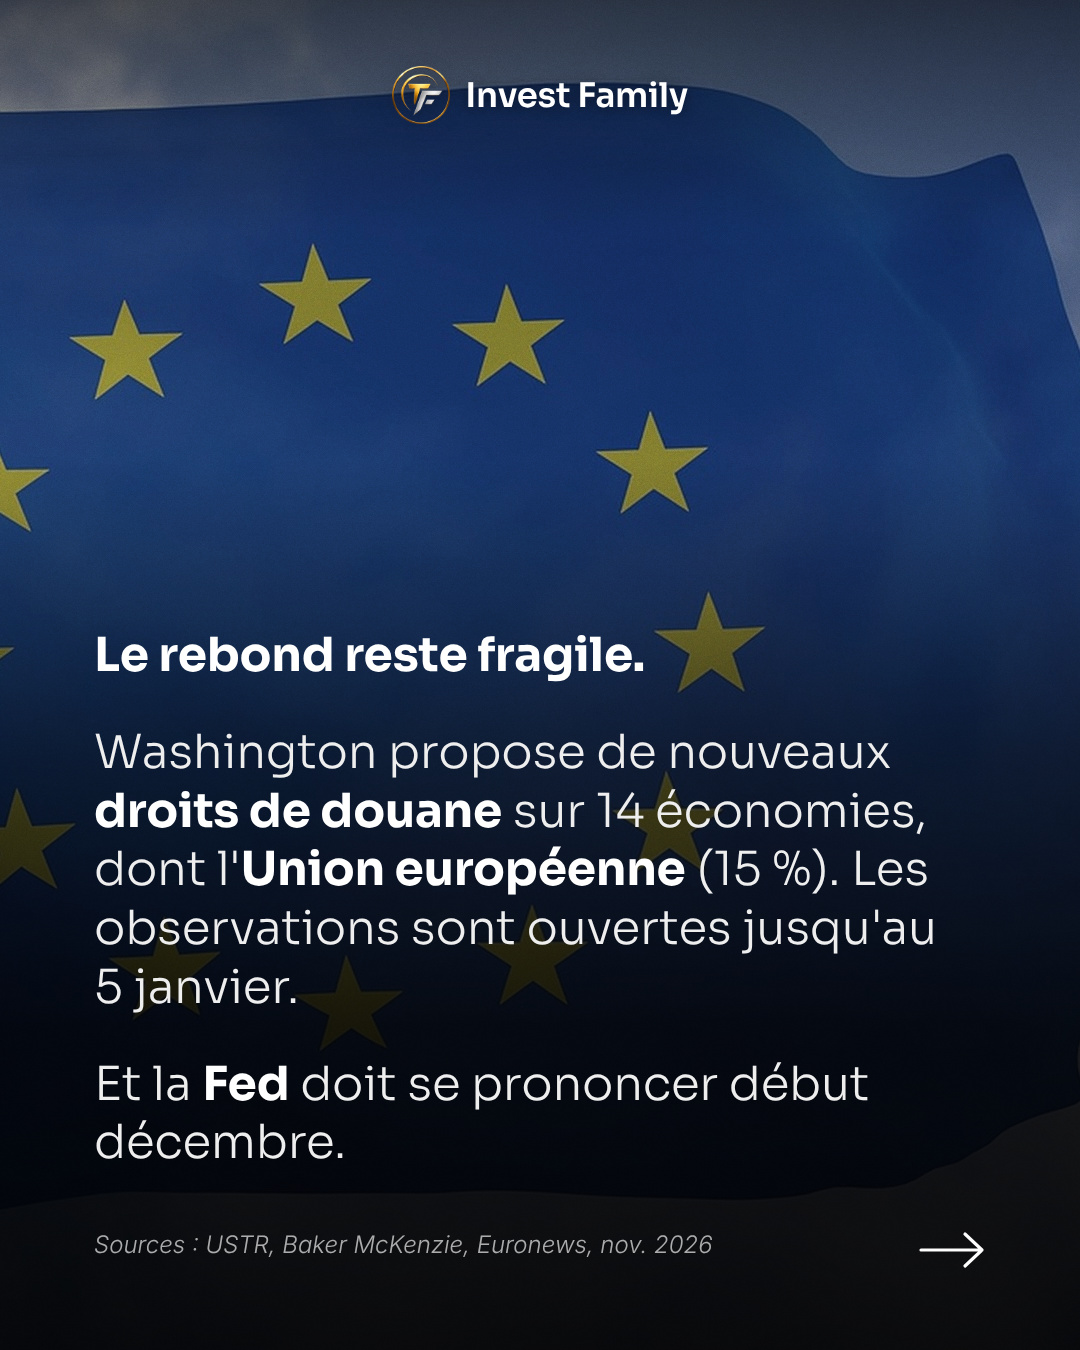 Invest Family
Le rebond reste fragile.
Washington propose de nouveaux
droits de douane sur 14 économies,
dont l'Union européenne (15 %). Les
observations sont ouvertes jusqu'au
5 janvier.
Et la Fed doit se prononcer début
décembre.
Sources : USTR, Baker McKenzie, Euronews, nov. 2026